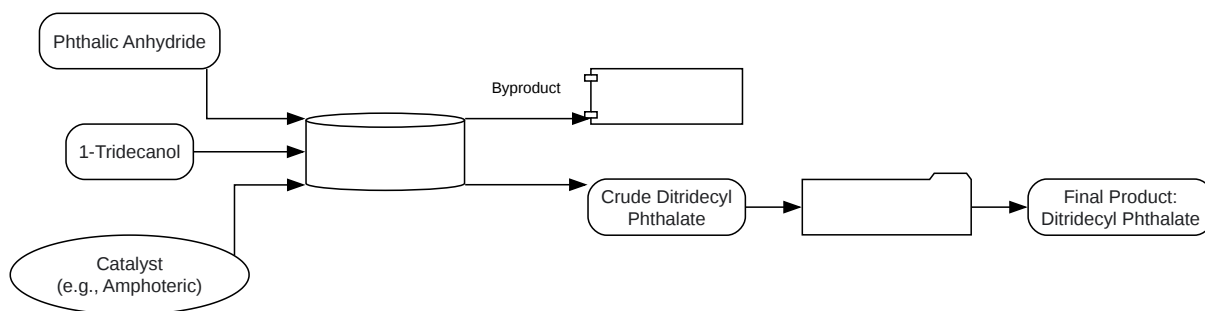 Phthalic Anhydride
Byproduct
1-Tridecanol
Crude Ditridecyl
Phthalate
Final Product:
Ditridecyl Phthalate
Catalyst
(e.g., Amphoteric)